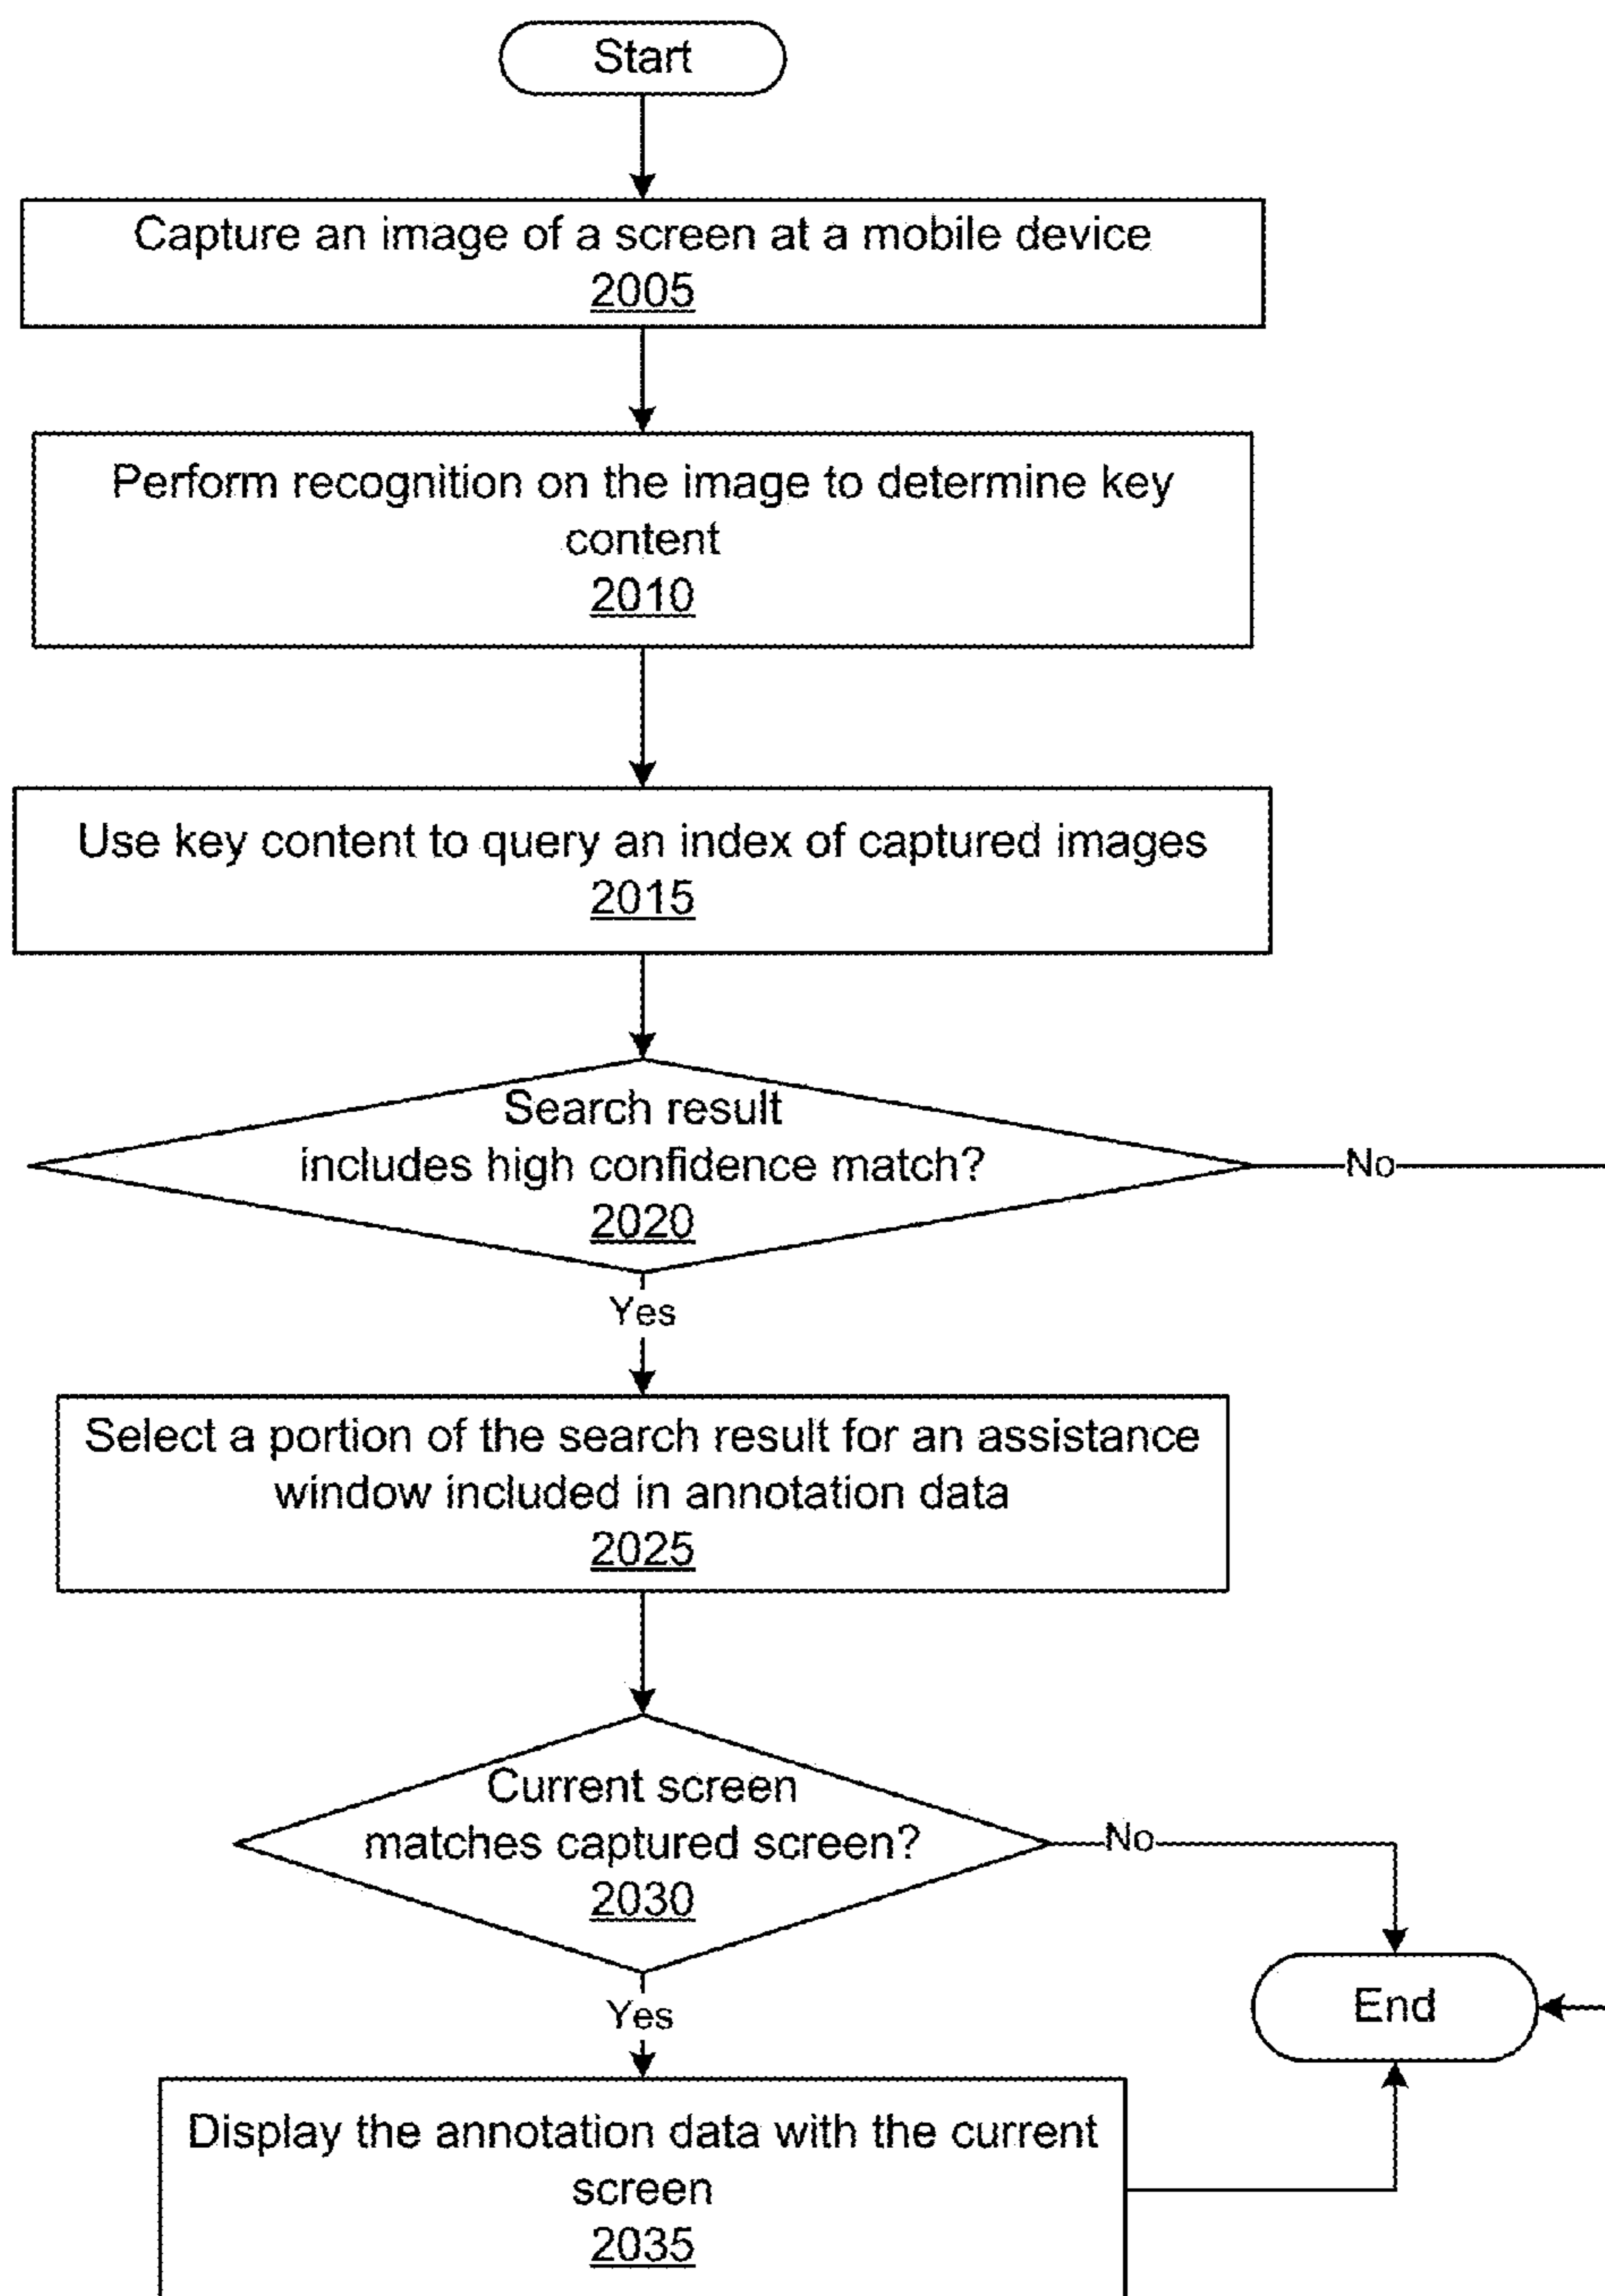 Start
Capture an image of a screen at a mobile device
2005
Perform recognition on the image to determine key
content
2010
Use key content to query an index of captured images
2015
Search result
includes high confidence match?
2020
No
Yes
Select a portion of the search result for an assistance
window included in annotation data
2025
Current screen
matches captured screen?
2030
No
Yes
End
Display the annotation data with the current
screen
2035